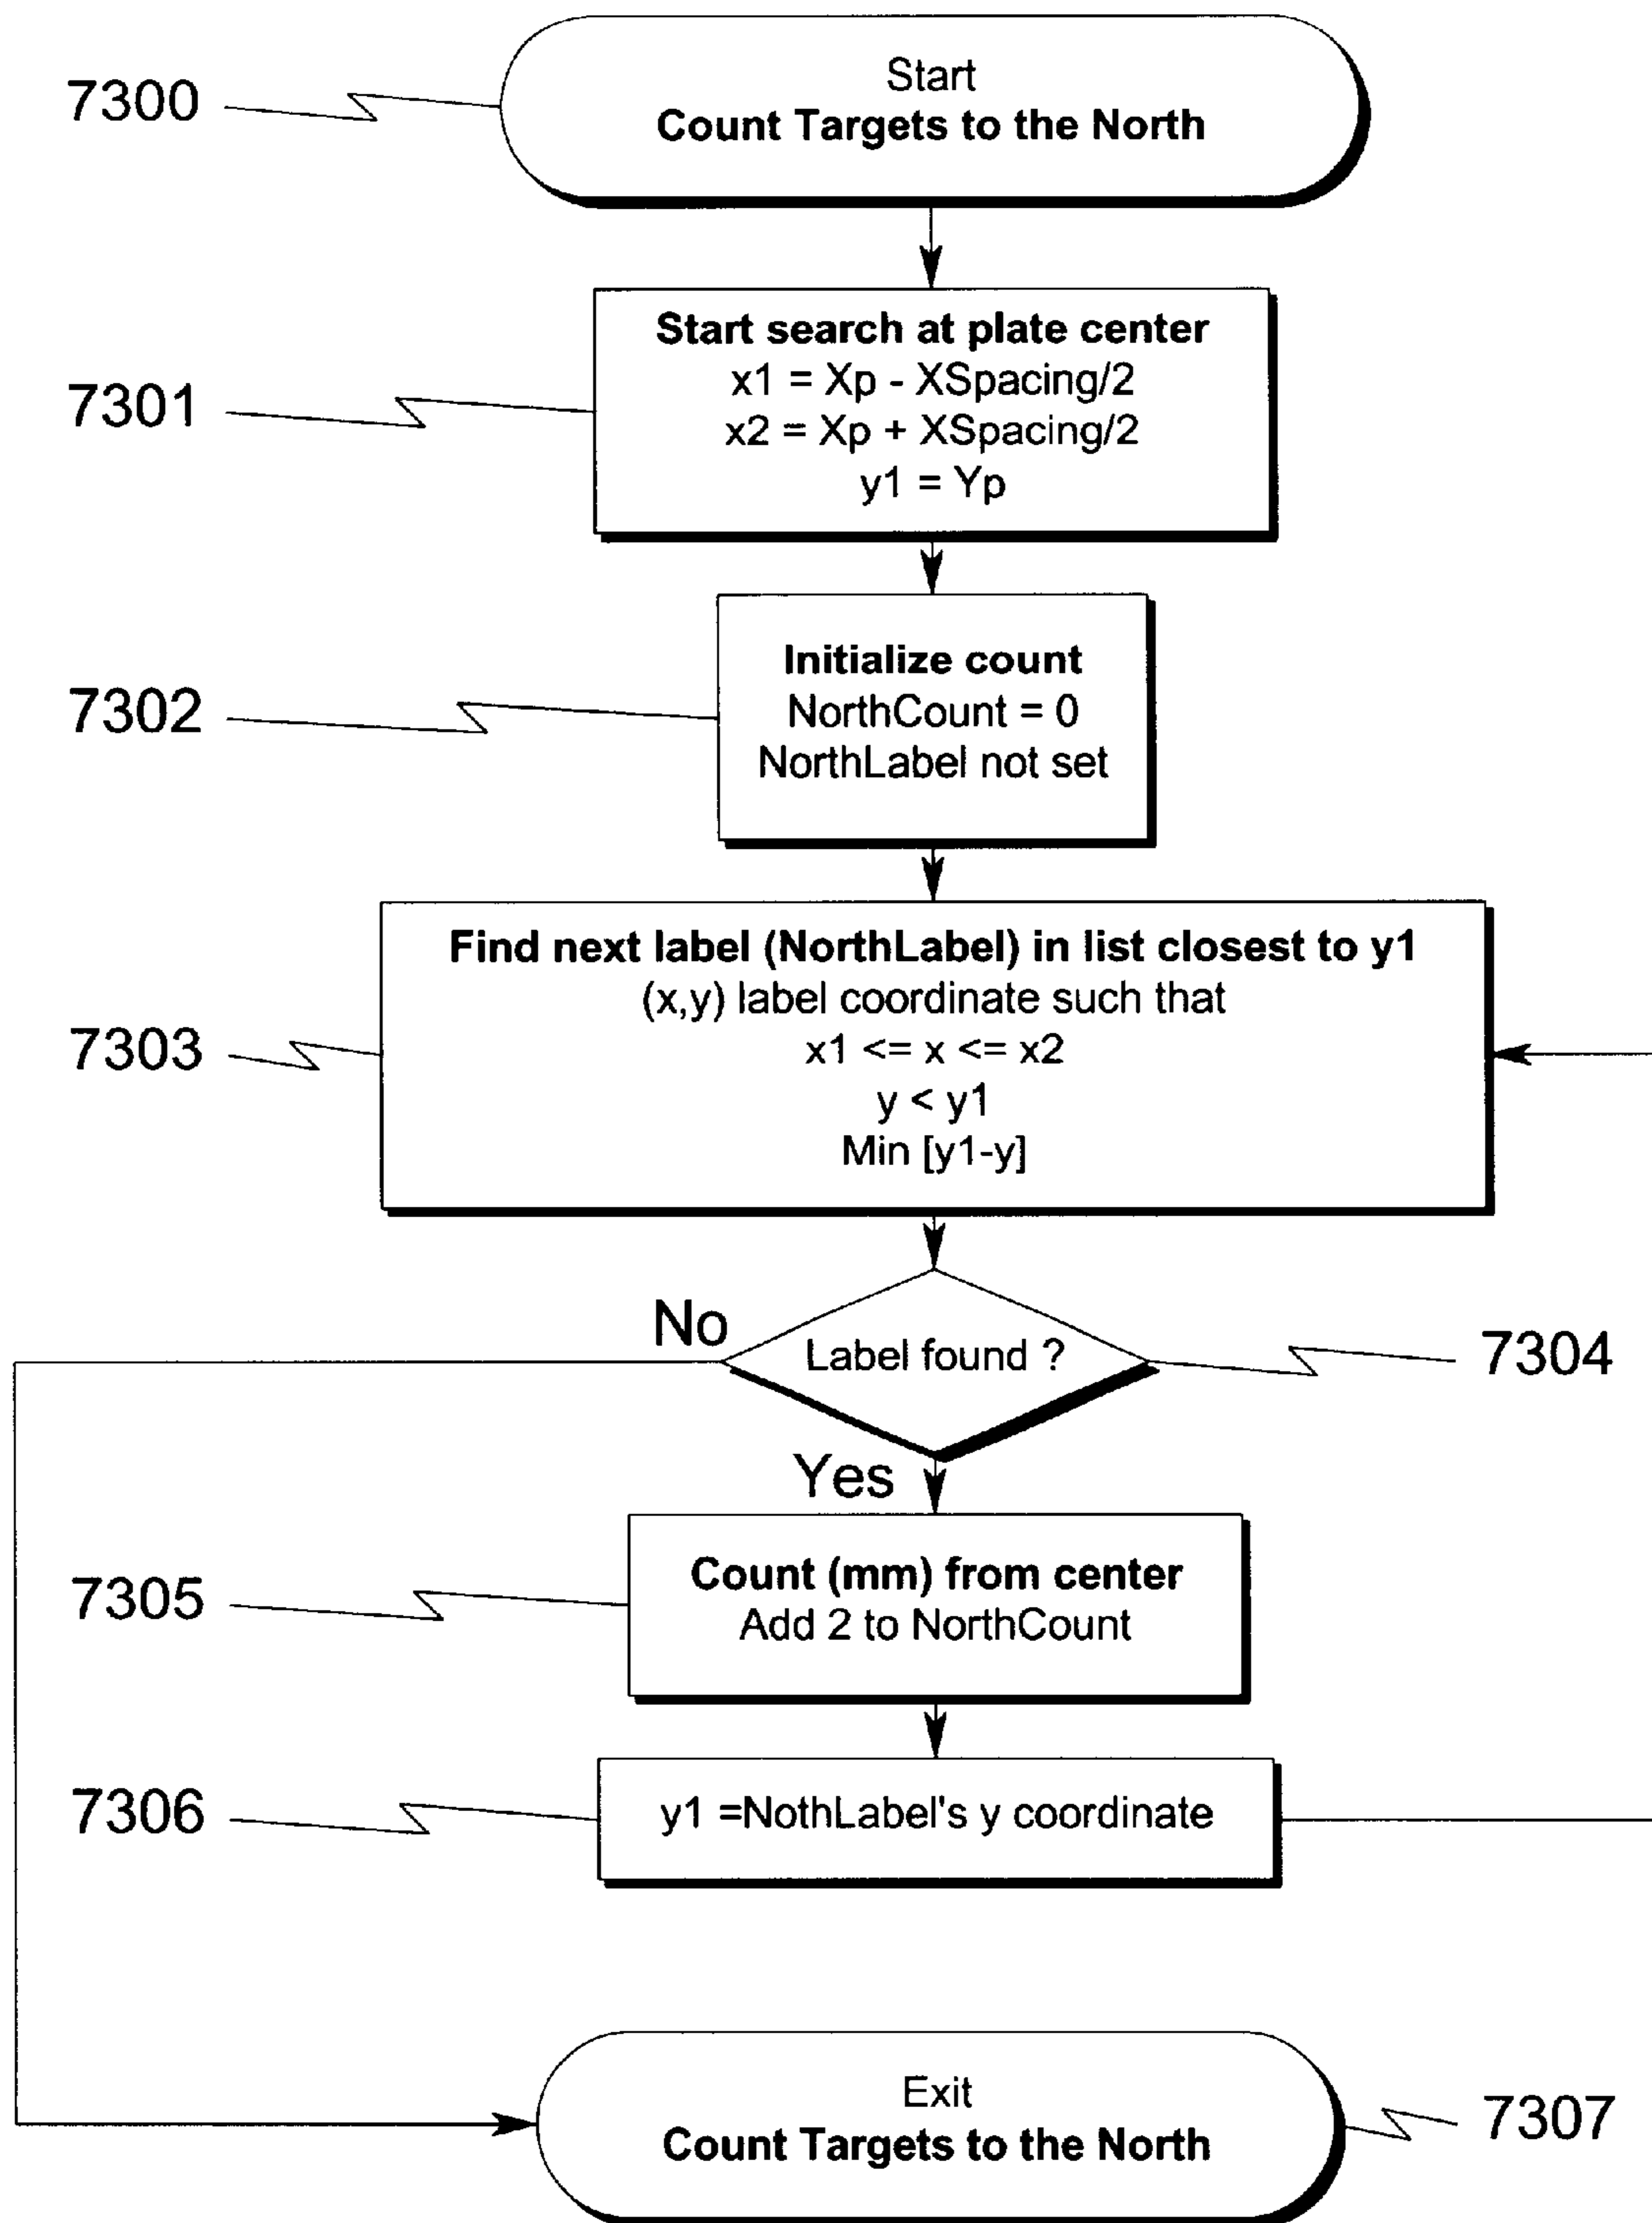 7300
Start
Count Targets to the North
7301
Start search at plate center
x1 = Xp - XSpacing/2
x2 = Xp + XSpacing/2
y1 = Yp
7302
Initialize count
NorthCount = 0
NorthLabel not set
7303
Find next label (NorthLabel) in list closest to y1
(x,y) label coordinate such that
x1 <= x <= x2
y < y1
Min [y1-y]
No
Label found ?
7304
Yes
7305
Count (mm) from center
Add 2 to NorthCount
7306
y1 =NothLabel's y coordinate
Exit
Count Targets to the North
7307